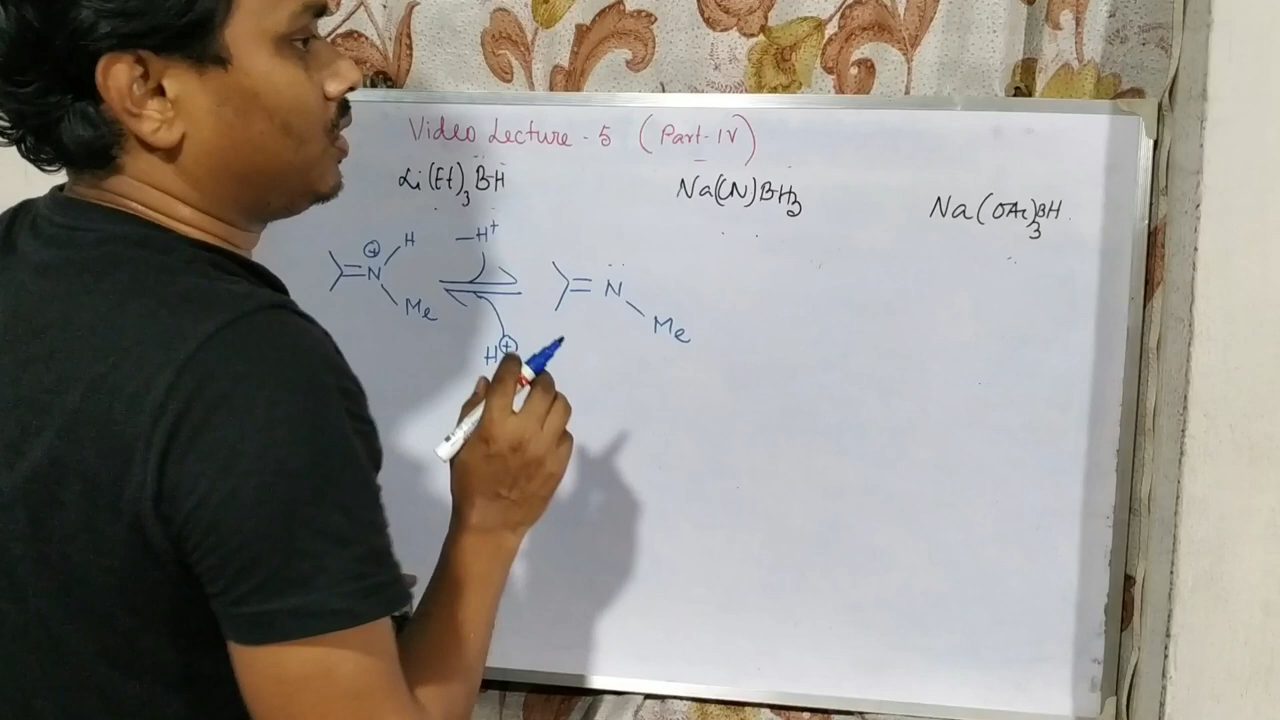 Video Lecture - 5 (Part-IV)
Li(Et)3BH
Na(CN)BH3
Na(OAc)3BH
⊕ H
N
Me
-H+
H⊕
N
Me